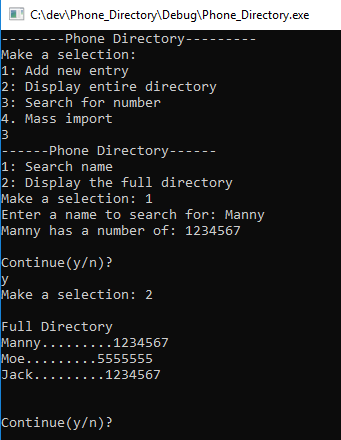 C:\dev\Phone_Directory\Debug\Phone_Directory.exe
--------Phone Directory---------
Make a selection:
1: Add new entry
2: Display entire directory
3: Search for number
4. Mass import
3
------Phone Directory------
1: Search name
2: Display the full directory
Make a selection: 1
Enter a name to search for: Manny
Manny has a number of: 1234567
Continue(y/n)?
y
Make a selection: 2
Full Directory
Manny.........1234567
Moe.........5555555
Jack.........1234567
Continue(y/n)?